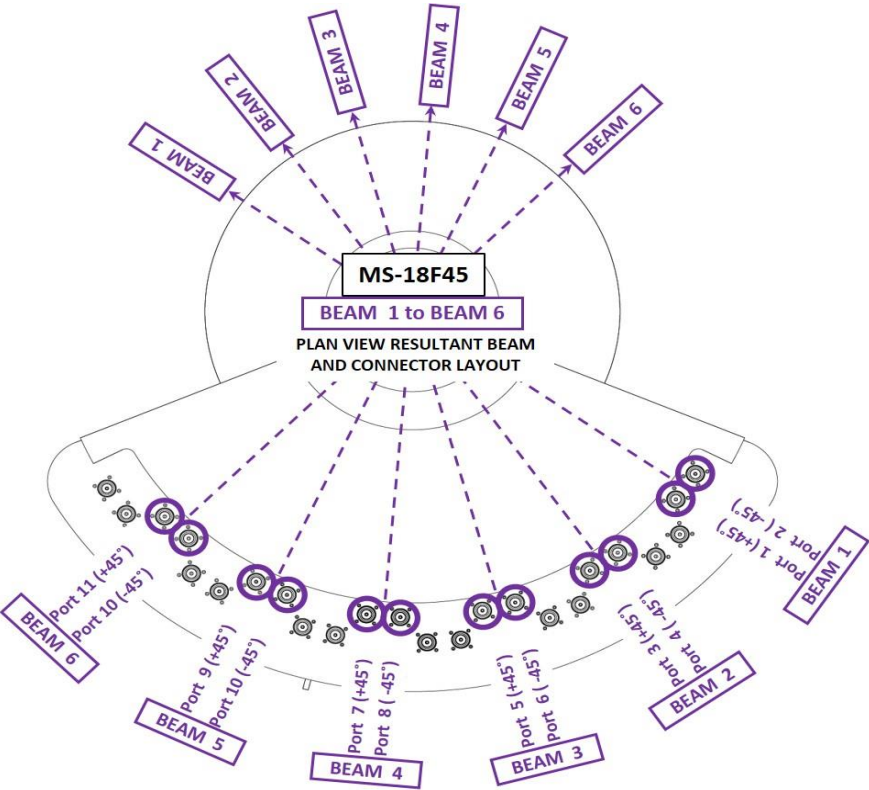 BEAM 1
BEAM 2
BEAM 3
BEAM 4
BEAM 5
BEAM 6
MS-18F45
BEAM 1 to BEAM 6
PLAN VIEW RESULTANT BEAM
AND CONNECTOR LAYOUT
Port 11 (+45°)
Port 10 (-45°)
BEAM 6
Port 9 (+45°)
Port 10 (-45°)
BEAM 5
Port 7 (+45°)
Port 8 (-45°)
BEAM 4
Port 5 (+45°)
Port 6 (-45°)
BEAM 3
Port 3 (+45°)
Port 4 (-45°)
BEAM 2
Port 1 (+45°)
Port 2 (-45°)
BEAM 1